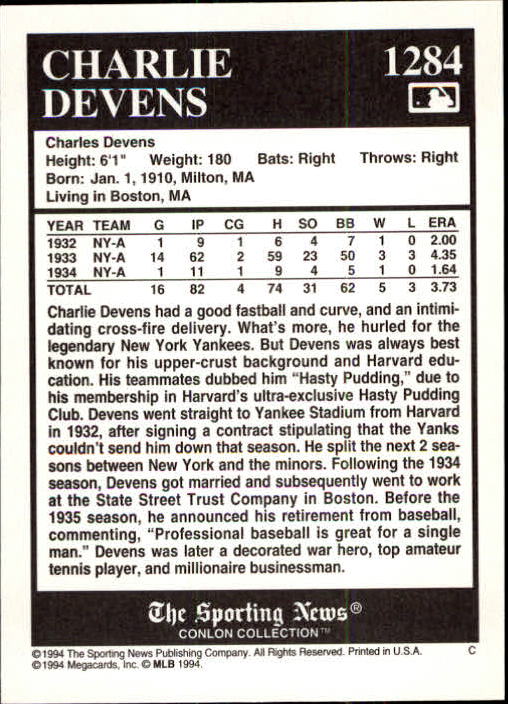 CHARLIE 1284
DEVENS
Charles Devens
Height: 6'1" Weight: 180 Bats: Right Throws: Right
Born: Jan. 1, 1910, Milton, MA
Living in Boston, MA
YEAR TEAM G IP CG H SO BB W L ERA
1932 NY-A 1 9 1 6 4 7 1 0 2.00
1933 NY-A 14 62 2 59 23 50 3 3 4.35
1934 NY-A 1 11 1 9 4 5 1 0 1.64
TOTAL 16 82 4 74 31 62 5 3 3.73
Charlie Devens had a good fastball and curve, and an intimi-
dating cross-fire delivery. What's more, he hurled for the
legendary New York Yankees. But Devens was always best
known for his upper-crust background and Harvard edu-
cation. His teammates dubbed him "Hasty Pudding," due to
his membership in Harvard's ultra-exclusive Hasty Pudding
Club. Devens went straight to Yankee Stadium from Harvard
in 1932, after signing a contract stipulating that the Yanks
couldn't send him down that season. He split the next 2 sea-
sons between New York and the minors. Following the 1934
season, Devens got married and subsequently went to work
at the State Street Trust Company in Boston. Before the
1935 season, he announced his retirement from baseball,
commenting, "Professional baseball is great for a single
man." Devens was later a decorated war hero, top amateur
tennis player, and millionaire businessman.
The Sporting News®
CONLON COLLECTION™
©1994 The Sporting News Publishing Company. All Rights Reserved. Printed in U.S.A. C
©1994 Megacards, Inc. © MLB 1994.